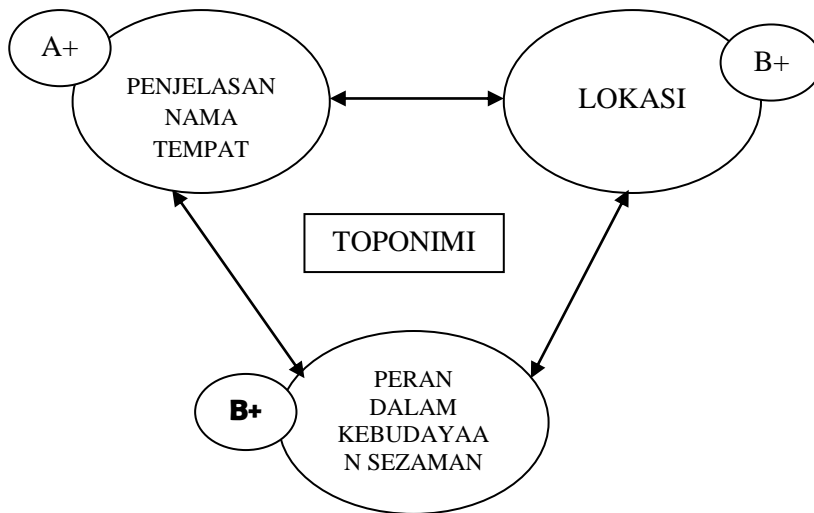 A+
PENJELASAN
NAMA
TEMPAT
LOKASI
B+
TOPONIMI
B+
PERAN
DALAM
KEBUDAYAA
N SEZAMAN